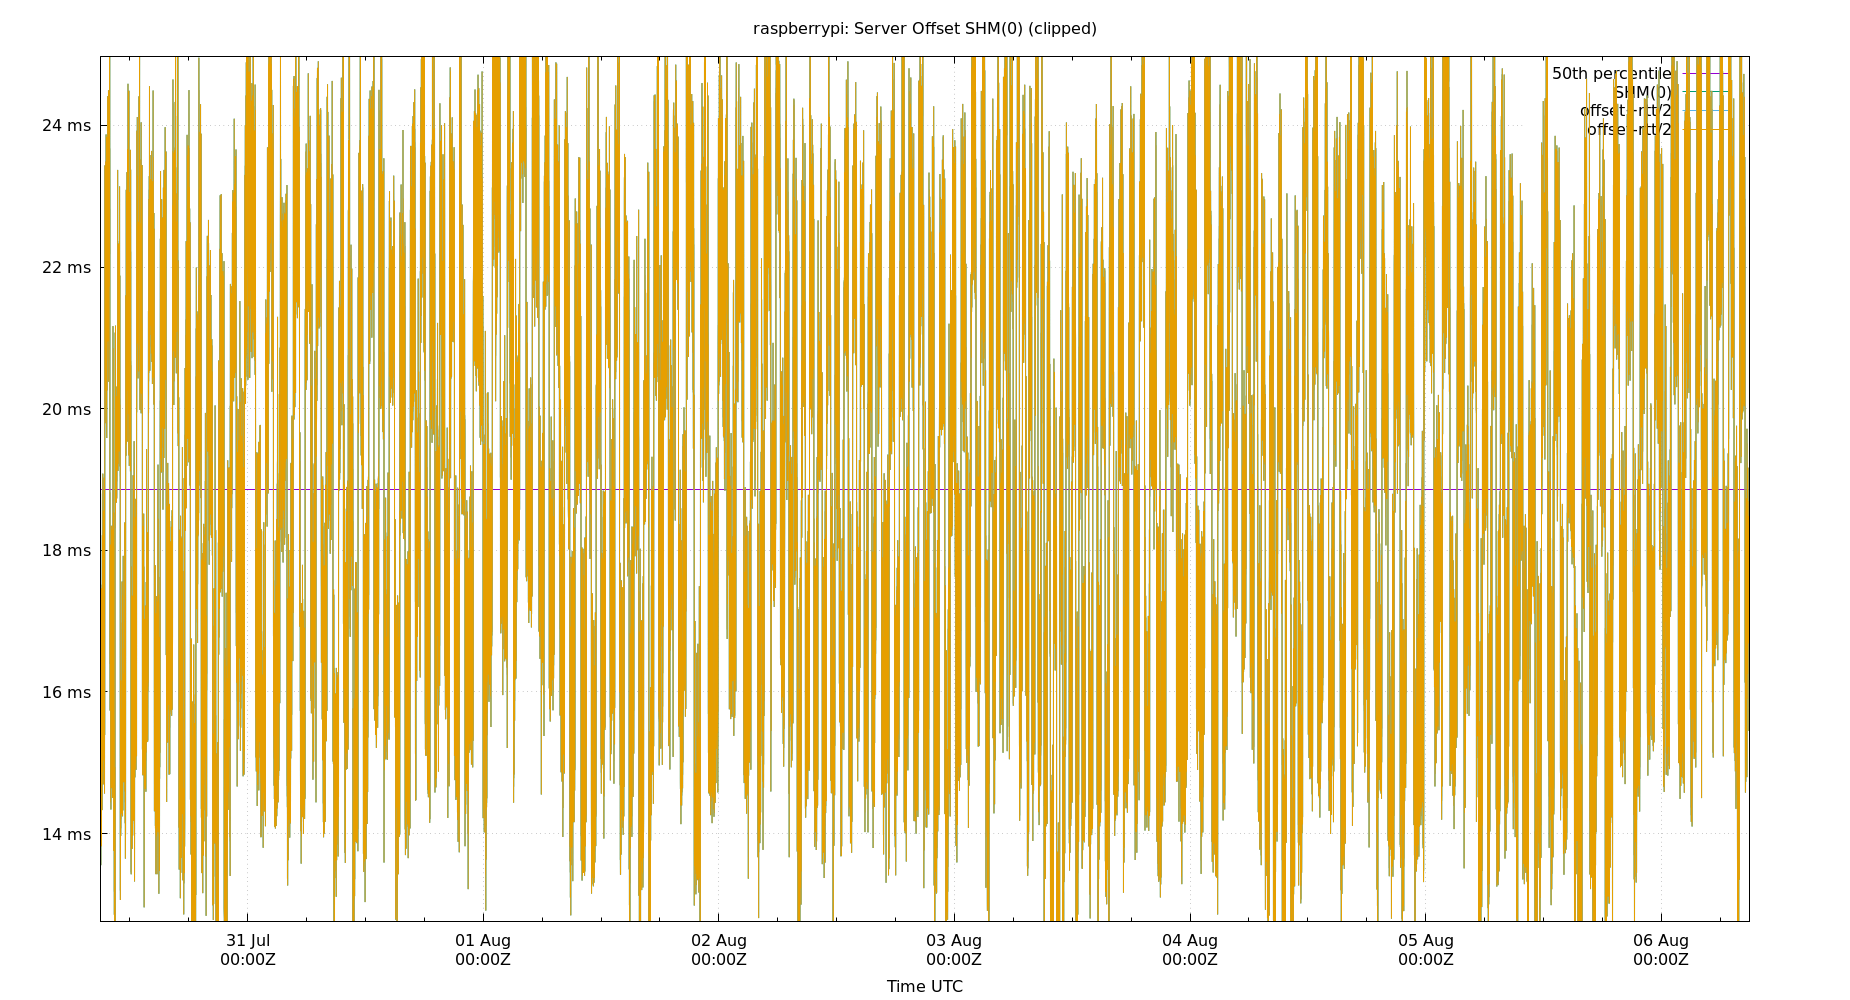 raspberrypi: Server Offset SHM(0) (clipped)
50th percentile
SHM(0)
offset +rtt/2
offset -rtt/2
24 ms
22 ms
20 ms
18 ms
16 ms
14 ms
31 Jul 01 Aug 02 Aug 03 Aug 04 Aug 05 Aug 06 Aug
00:00Z 00:00Z 00:00Z 00:00Z 00:00Z 00:00Z 00:00Z
Time UTC